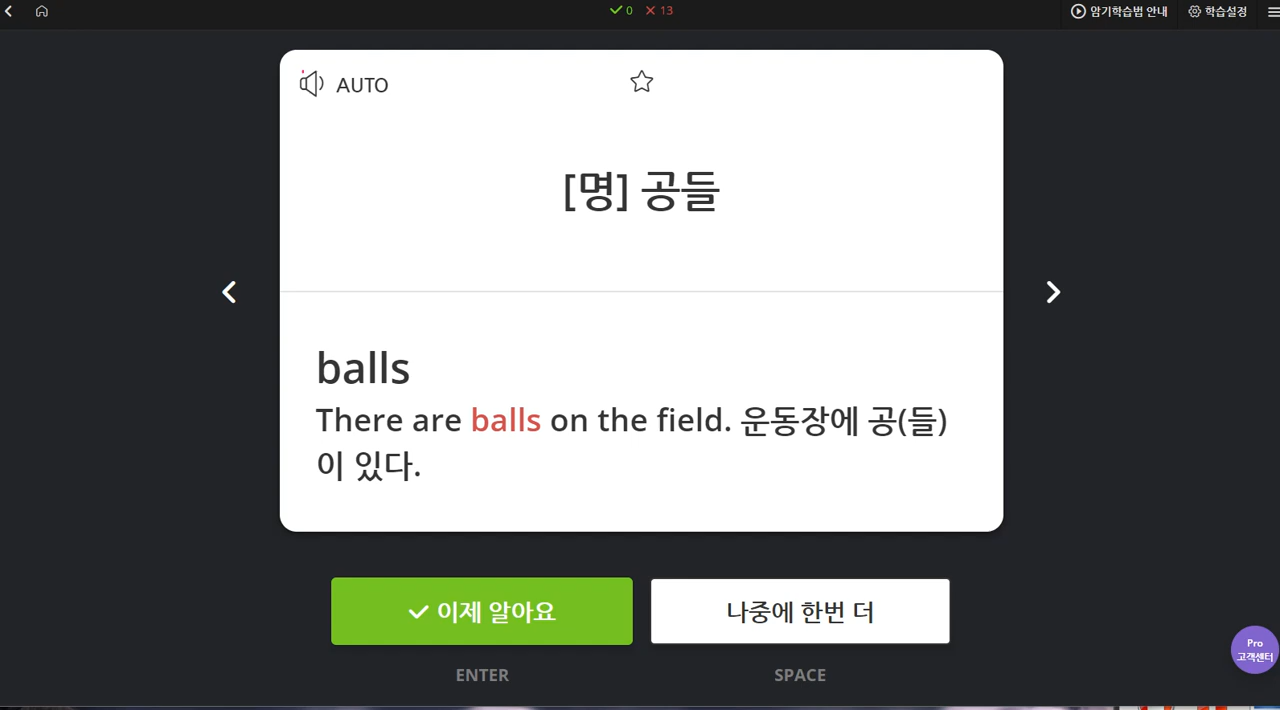 0 13 암기학습법 안내 학습설정
AUTO
[명] 공들
balls
There are balls on the field. 운동장에 공(들)
이 있다.
이제 알아요 나중에 한번 더
ENTER SPACE
Pro
고객센터